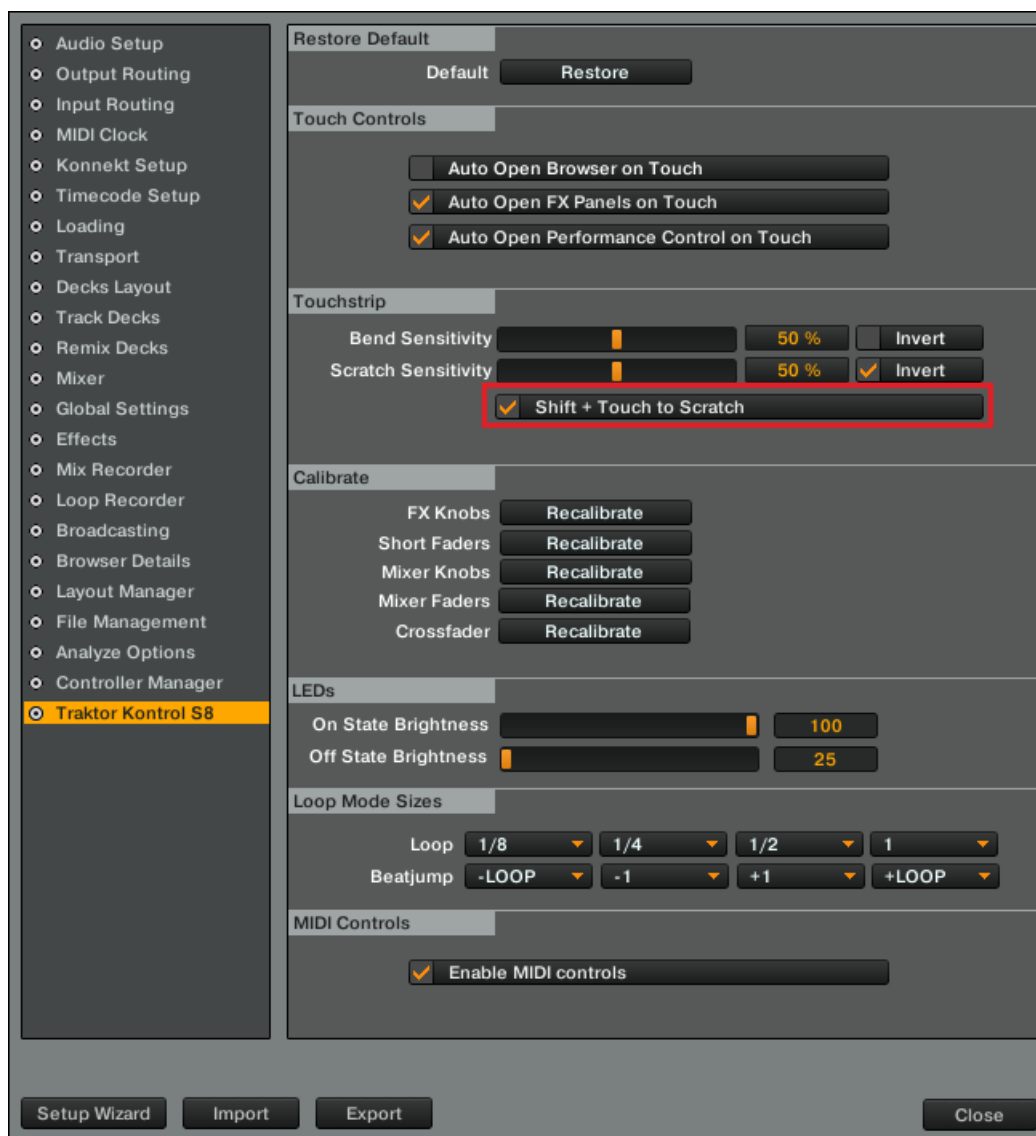 Audio Setup
Output Routing
Input Routing
MIDI Clock
Konnekt Setup
Timecode Setup
Loading
Transport
Decks Layout
Track Decks
Remix Decks
Mixer
Global Settings
Effects
Mix Recorder
Loop Recorder
Broadcasting
Browser Details
Layout Manager
File Management
Analyze Options
Controller Manager
Traktor Kontrol S8
Restore Default
Default Restore
Touch Controls
Auto Open Browser on Touch
Auto Open FX Panels on Touch
Auto Open Performance Control on Touch
Touchstrip
Bend Sensitivity 50 % Invert
Scratch Sensitivity 50 % Invert
Shift + Touch to Scratch
Calibrate
FX Knobs Recalibrate
Short Faders Recalibrate
Mixer Knobs Recalibrate
Mixer Faders Recalibrate
Crossfader Recalibrate
LEDs
On State Brightness 100
Off State Brightness 25
Loop Mode Sizes
Loop 1/8 1/4 1/2 1
Beatjump -LOOP -1 +1 +LOOP
MIDI Controls
Enable MIDI controls
Setup Wizard Import Export Close